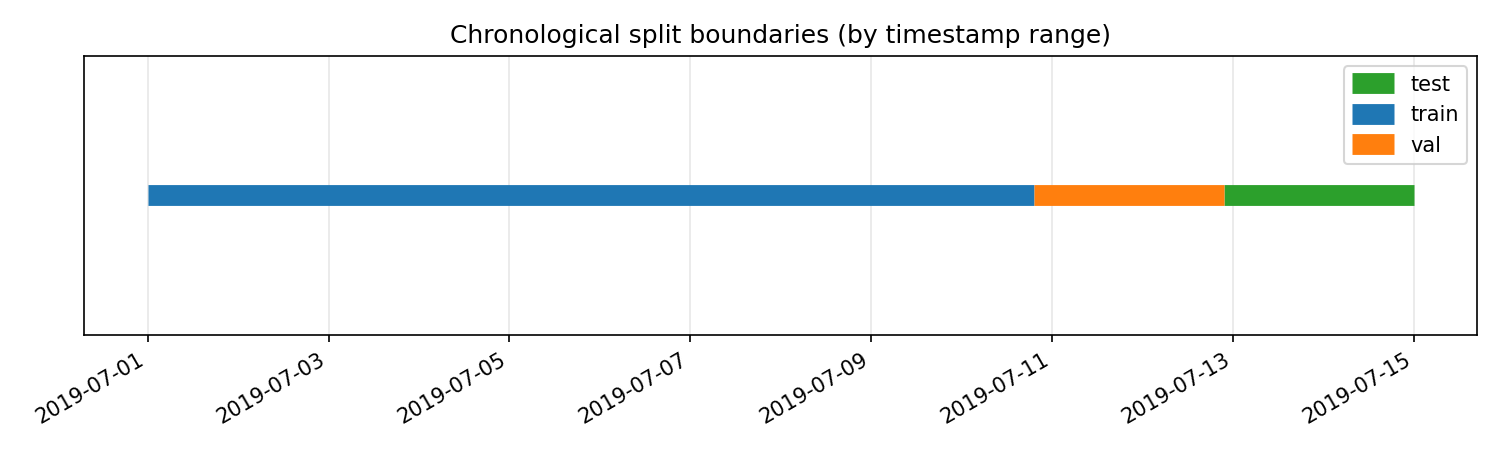 Chronological split boundaries (by timestamp range)
test
train
val
2019-07-01
2019-07-03
2019-07-05
2019-07-07
2019-07-09
2019-07-11
2019-07-13
2019-07-15